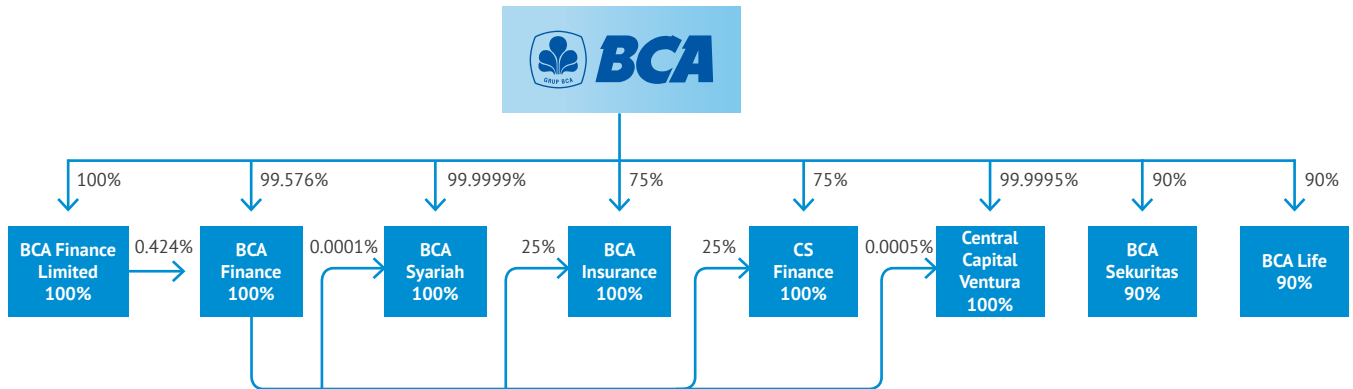 GRUP BCA
BCA
100%
99.576%
99.9999%
75%
75%
99.9995%
90%
90%
BCA Finance
Limited
100%
0.424%
BCA
Finance
100%
0.0001%
BCA
Syariah
100%
25%
BCA
Insurance
100%
25%
CS
Finance
100%
0.0005%
Central
Capital
Ventura
100%
BCA
Sekuritas
90%
BCA Life
90%